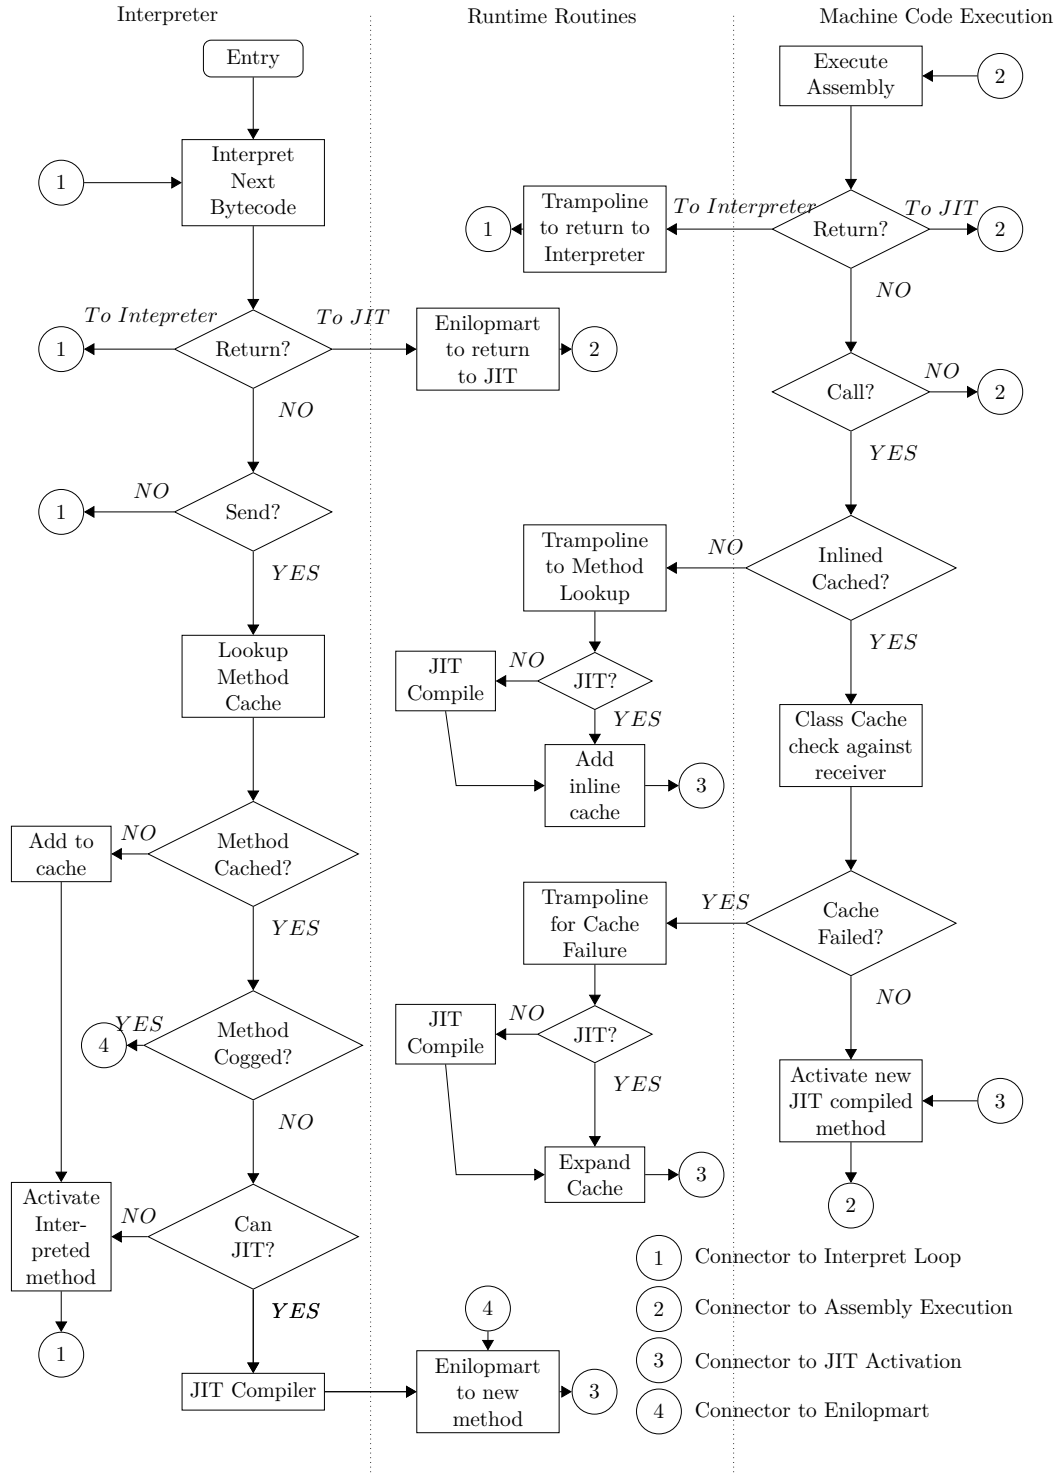 Interpreter
Runtime Routines
Machine Code Execution
Entry
Interpret
Next
Bytecode
1
Return?
To Intepreter
1
To JIT
Enilopmart
to return
to JIT
2
NO
Send?
NO
1
YES
Lookup
Method
Cache
Method
Cached?
NO
Add to
cache
YES
Method
Cogged?
YES
4
NO
Can
JIT?
NO
Activate
Inter-
preted
method
1
YES
JIT Compiler
4
Enilopmart
to new
method
3
Execute
Assembly
2
Return?
To Interpreter
Trampoline
to return to
Interpreter
1
To JIT
2
NO
Call?
NO
2
YES
Inlined
Cached?
NO
Trampoline
to Method
Lookup
JIT?
NO
JIT
Compile
YES
Add
inline
cache
3
YES
Class Cache
check against
receiver
Cache
Failed?
YES
Trampoline
for Cache
Failure
JIT?
NO
JIT
Compile
YES
Expand
Cache
3
NO
Activate new
JIT compiled
method
3
2
1 Connector to Interpret Loop
2 Connector to Assembly Execution
3 Connector to JIT Activation
4 Connector to Enilopmart